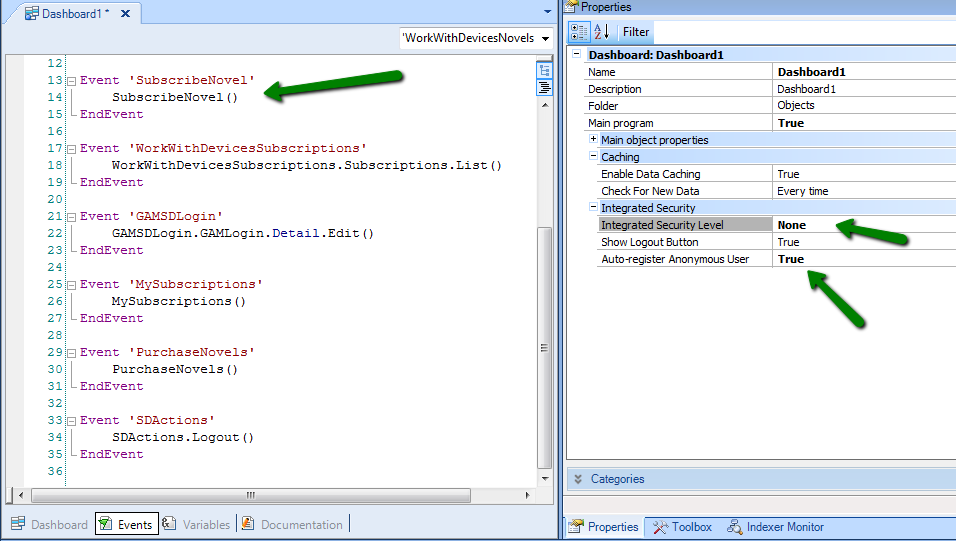 Dashboard1 * X
'WorkWithDevicesNovels
12
13 Event 'SubscribeNovel'
14 SubscribeNovel()
15 EndEvent
16
17 Event 'WorkWithDevicesSubscriptions'
18 WorkWithDevicesSubscriptions.Subscriptions.List()
19 EndEvent
20
21 Event 'GAMSDLogin'
22 GAMSDLogin.GAMLogin.Detail.Edit()
23 EndEvent
24
25 Event 'MySubscriptions'
26 MySubscriptions()
27 EndEvent
28
29 Event 'PurchaseNovels'
30 PurchaseNovels()
31 EndEvent
32
33 Event 'SDActions'
34 SDActions.Logout()
35 EndEvent
36
Dashboard Events Variables Documentation
Properties
Filter
Dashboard: Dashboard1
Name Dashboard1
Description Dashboard1
Folder Objects
Main program True
Main object properties
Caching
Enable Data Caching True
Check For New Data Every time
Integrated Security
Integrated Security Level None
Show Logout Button True
Auto-register Anonymous User True
Categories
Properties Toolbox Indexer Monitor